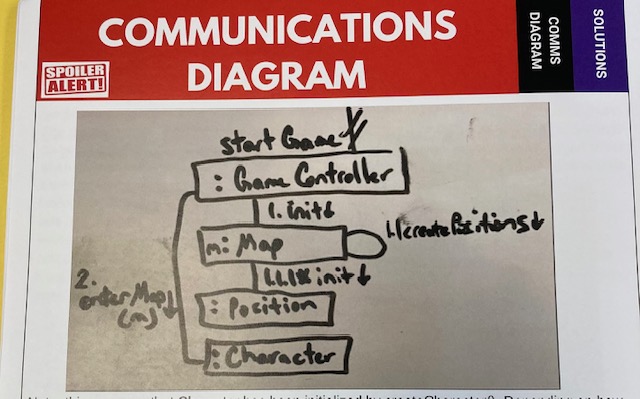 COMMUNICATIONS
DIAGRAM
SPOILER
ALERT!
COMMS
DIAGRAM
SOLUTIONS
start Game
: Game Controller
1. init ↓
m: Map
1.1 createPositions ↓
1.1.1* init ↓
: Position
2.
enterMap ↓
(m)
: Character